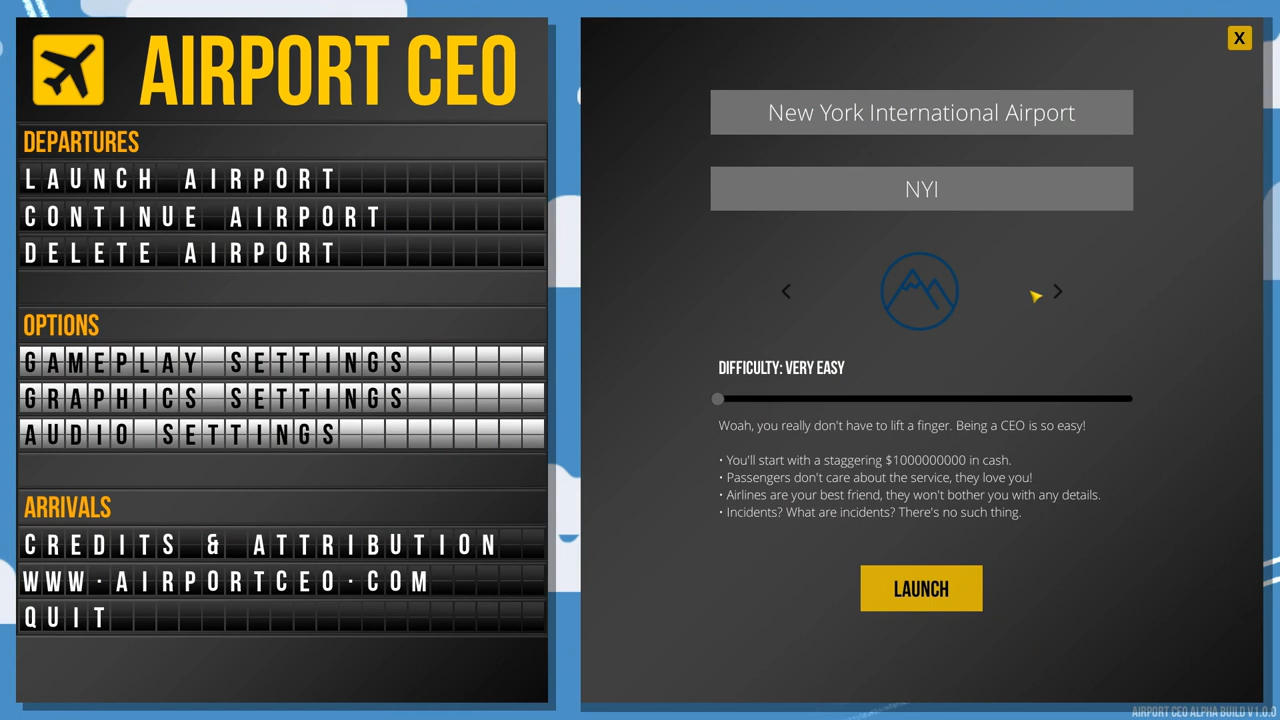 AIRPORT CEO
DEPARTURES
LAUNCH AIRPORT
CONTINUE AIRPORT
DELETE AIRPORT
OPTIONS
GAMEPLAY SETTINGS
GRAPHICS SETTINGS
AUDIO SETTINGS
ARRIVALS
CREDITS & ATTRIBUTION
WWW·AIRPORTCEO·COM
QUIT
X
New York International Airport
NYI
DIFFICULTY: VERY EASY
Woah, you really don't have to lift a finger. Being a CEO is so easy!
• You'll start with a staggering $1000000000 in cash.
• Passengers don't care about the service, they love you!
• Airlines are your best friend, they won't bother you with any details.
• Incidents? What are incidents? There's no such thing.
LAUNCH
AIRPORT CEO ALPHA BUILD V1.0.0